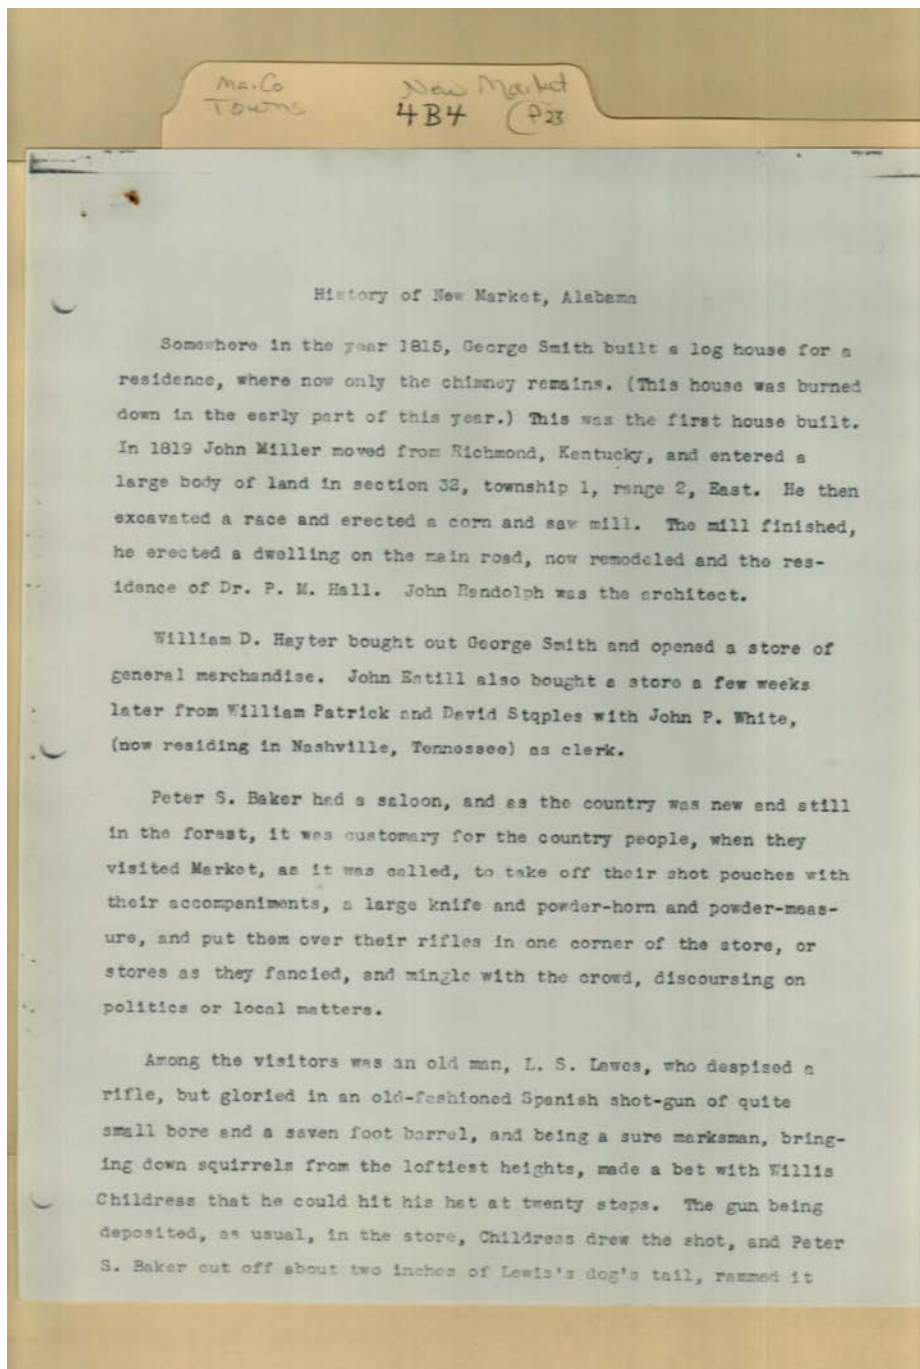 Ma. Co
Towns
New Market
4B4 (P23
History of New Market, Alabama
Somewhere in the year 1815, George Smith built a log house for a
residence, where now only the chimney remains. (This house was burned
down in the early part of this year.) This was the first house built.
In 1819 John Miller moved from Richmond, Kentucky, and entered a
large body of land in section 32, township 1, range 2, East. He then
excavated a race and erected a corn and saw mill. The mill finished,
he erected a dwelling on the main road, now remodeled and the res-
idence of Dr. P. M. Hall. John Randolph was the architect.
William D. Hayter bought out George Smith and opened a store of
general merchandise. John Estill also bought a store a few weeks
later from William Patrick and David Stqples with John P. White,
(now residing in Nashville, Tennessee) as clerk.
Peter S. Baker had a saloon, and as the country was new and still
in the forest, it was customary for the country people, when they
visited Market, as it was called, to take off their shot pouches with
their accompaniments, a large knife and powder-horn and powder-meas-
ure, and put them over their rifles in one corner of the store, or
stores as they fancied, and mingle with the crowd, discoursing on
politics or local matters.
Among the visitors was an old man, L. S. Lewes, who despised a
rifle, but gloried in an old-fashioned Spanish shot-gun of quite
small bore and a seven foot barrel, and being a sure marksman, bring-
ing down squirrels from the loftiest heights, made a bet with Willis
Childress that he could hit his hat at twenty steps. The gun being
deposited, as usual, in the store, Childress drew the shot, and Peter
S. Baker cut off about two inches of Lewis's dog's tail, rammed it